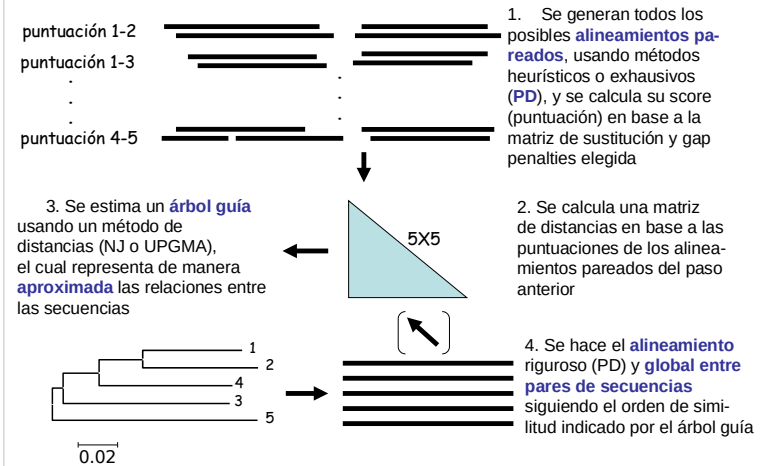 puntuación 1-2
puntuación 1-3
.
.
.
.
.
.
puntuación 4-5
1. Se generan todos los
posibles alineamientos pa-
reados, usando métodos
heurísticos o exhausivos
(PD), y se calcula su score
(puntuación) en base a la
matriz de sustitución y gap
penalties elegida
3. Se estima un árbol guía
usando un método de
distancias (NJ o UPGMA),
el cual representa de manera
aproximada las relaciones entre
las secuencias
5X5
2. Se calcula una matriz
de distancias en base a las
puntuaciones de los alinea-
mientos pareados del paso
anterior
1
2
4
3
5
0.02
4. Se hace el alineamiento
riguroso (PD) y global entre
pares de secuencias
siguiendo el orden de simi-
litud indicado por el árbol guía